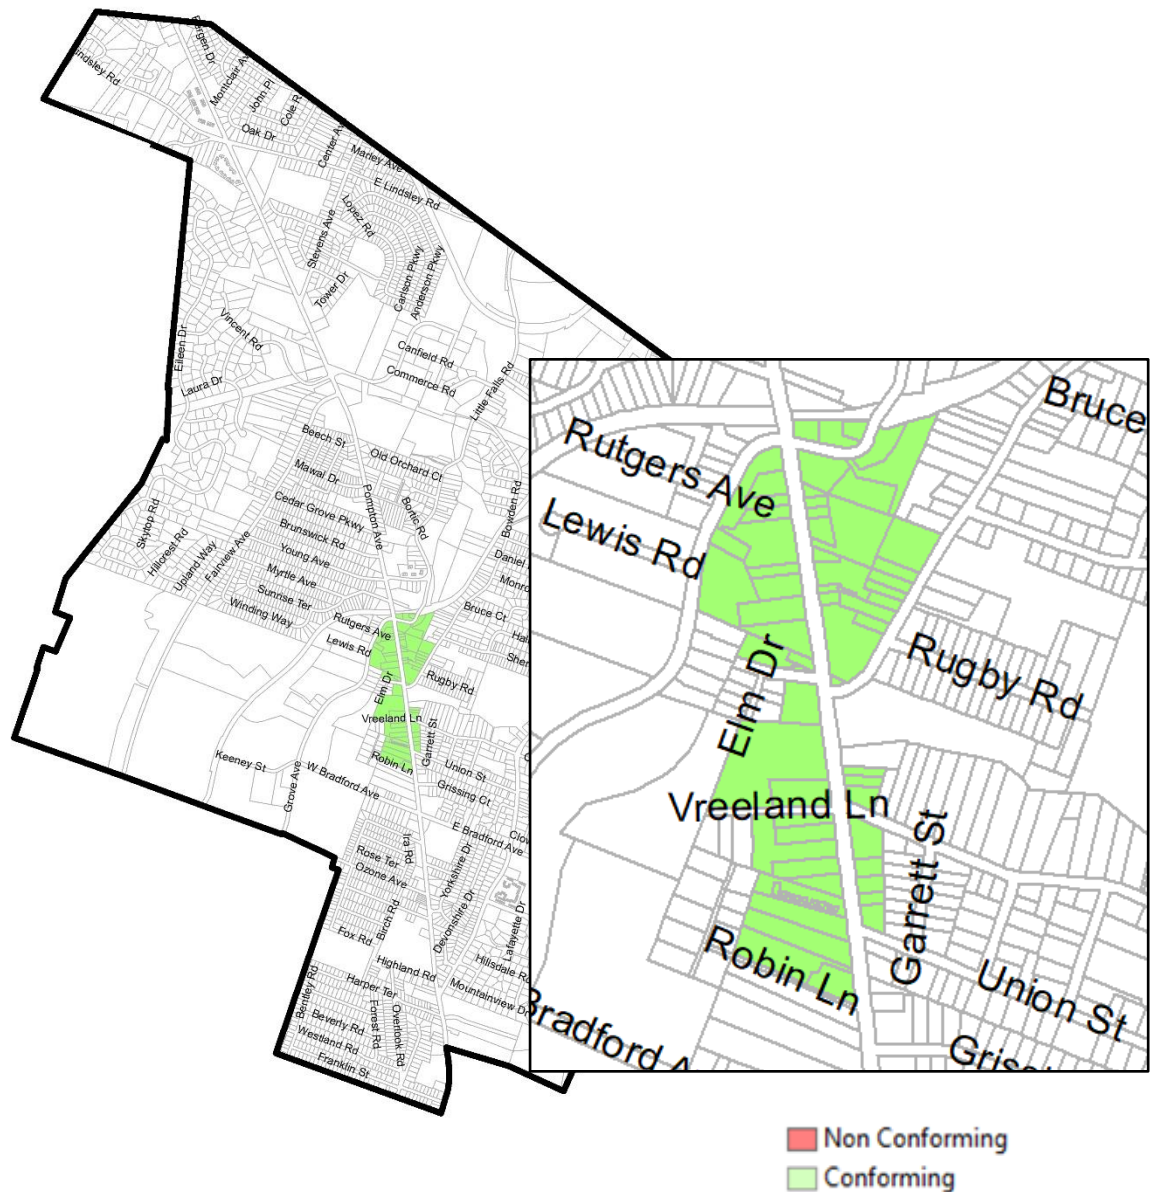 Bergen Dr
Lindsley Rd
Montclair Av
John Pl
Cole R
Oak Dr
Center Av
Marley Ave
E Lindsley Rd
Lopez Rd
Stevens Ave
Carlson Pkwy
Anderson Pkwy
Tower Dr
Vincent Rd
Eileen Dr
Laura Dr
Canfield Rd
Commerce Rd
Little Falls Rd
Beech St
Old Orchard Ct
Mawal Dr
Pompton Ave
Bortic Rd
Bowden Rd
Cedar Grove Pkwy
Brunswick Rd
Skytop Rd
Hillcrest Rd
Upland Way
Fairview Ave
Young Ave
Myrtle Ave
Sunrise Ter
Winding Way
Daniel
Monro
Bruce Ct
Rutgers Ave
Lewis Rd
Hal
Sher
Elm Dr
Rugby Rd
Vreeland Ln
Garrett St
Robin Ln
Union St
Grissing Ct
Keeney St
Grove Ave
W Bradford Ave
E Bradford Ave
Clov
Ira Rd
Rose Ter
Ozone Ave
Yorkshire Dr
Birch Rd
Devonshire Dr
Lafayette Dr
Fox Rd
Highland Rd
Hillsdale R
Mountainview Dr
Bentley Rd
Harper Ter
Forest Rd
Overlook Rd
Beverly Rd
Westland Rd
Franklin St
Bruce
Rutgers Ave
Lewis Rd
Elm Dr
Rugby Rd
Vreeland Ln
Garrett St
Robin Ln
Union St
Bradford A
Grissi
Non Conforming
Conforming